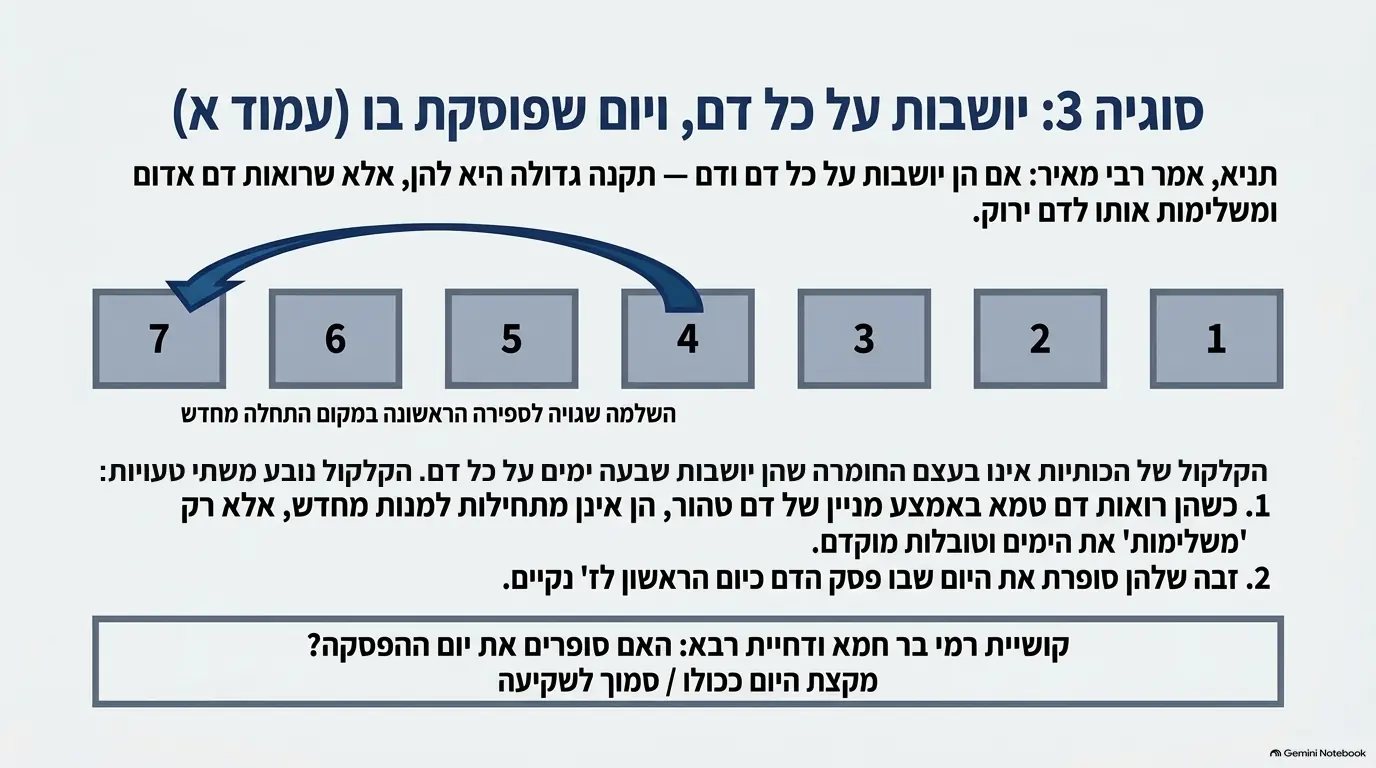 סוגיה 3: יושבות על כל דם, ויום שפוסקת בו (עמוד א)
תניא, אמר רבי מאיר: אם הן יושבות על כל דם ודם — תקנה גדולה היא להן, אלא שרואות דם אדום
ומשלימות אותו לדם ירוק.
1
2
3
4
5
6
7
השלמה שגויה לספירה הראשונה במקום התחלה מחדש
הקלקול של הכותיות אינו בעצם החומרה שהן יושבות שבעה ימים על כל דם. הקלקול נובע משתי טעויות:
1. כשהן רואות דם טמא באמצע מניין של דם טהור, הן אינן מתחילות למנות מחדש, אלא רק
'משלימות' את הימים וטובלות מוקדם.
2. זבה שלהן סופרת את היום שבו פסק הדם כיום הראשון לז' נקיים.
קושיית רמי בר חמא ודחיית רבא: האם סופרים את יום ההפסקה?
מקצת היום ככולו / סמוך לשקיעה
Gemini Notebook